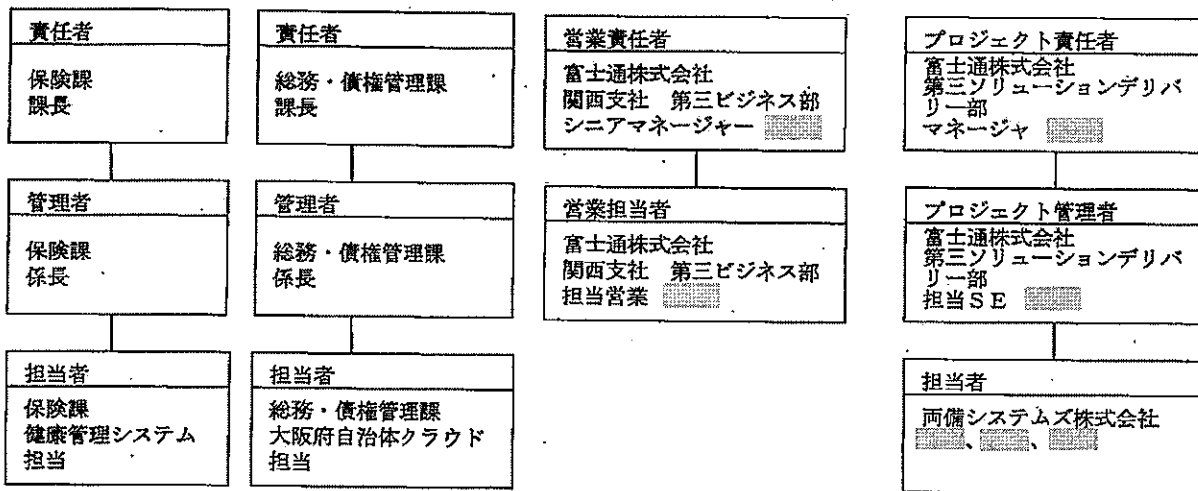 責任者
保険課
課長
管理者
保険課
係長
担当者
保険課
健康管理システム
担当
責任者
総務・債権管理課
課長
管理者
総務・債権管理課
係長
担当者
総務・債権管理課
大阪府自治体クラウド
担当
営業責任者
富士通株式会社
関西支社 第三ビジネス部
シニアマネージャー
営業担当者
富士通株式会社
関西支社 第三ビジネス部
担当営業
プロジェクト責任者
富士通株式会社
第三ソリューションデリバ
リー部
マネージャ
プロジェクト管理者
富士通株式会社
第三ソリューションデリバ
リー部
担当SE
担当者
両備システムズ株式会社
、 、